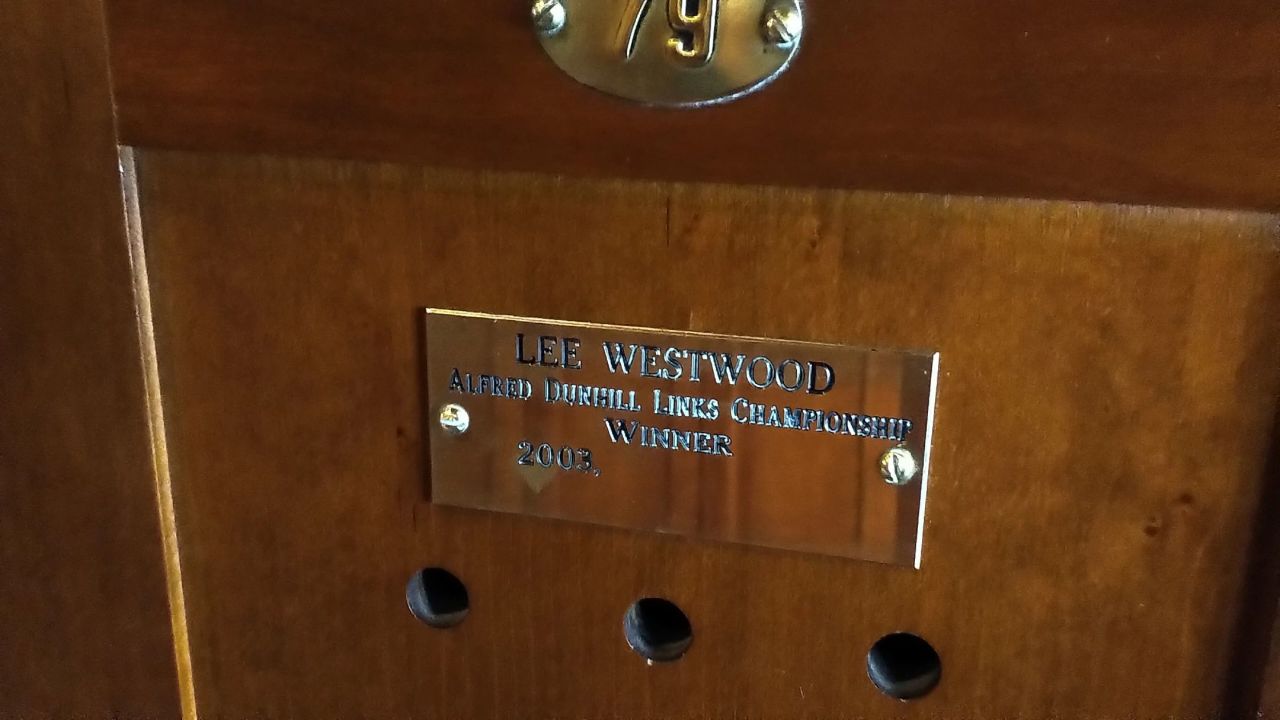 79
LEE WESTWOOD
ALFRED DUNHILL LINKS CHAMPIONSHIP
WINNER
2003,